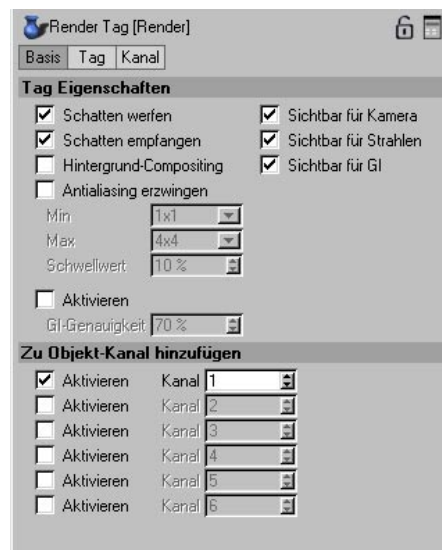 Render Tag [Render]
Basis Tag Kanal
Tag Eigenschaften
Schatten werfen Sichtbar für Kamera
Schatten empfangen Sichtbar für Strahlen
Hintergrund-Compositing Sichtbar für GI
Antialiasing erzwingen
Min 1x1
Max 4x4
Schwellwert 10 %
Aktivieren
GI-Genauigkeit 70 %
Zu Objekt-Kanal hinzufügen
Aktivieren Kanal 1
Aktivieren Kanal 2
Aktivieren Kanal 3
Aktivieren Kanal 4
Aktivieren Kanal 5
Aktivieren Kanal 6